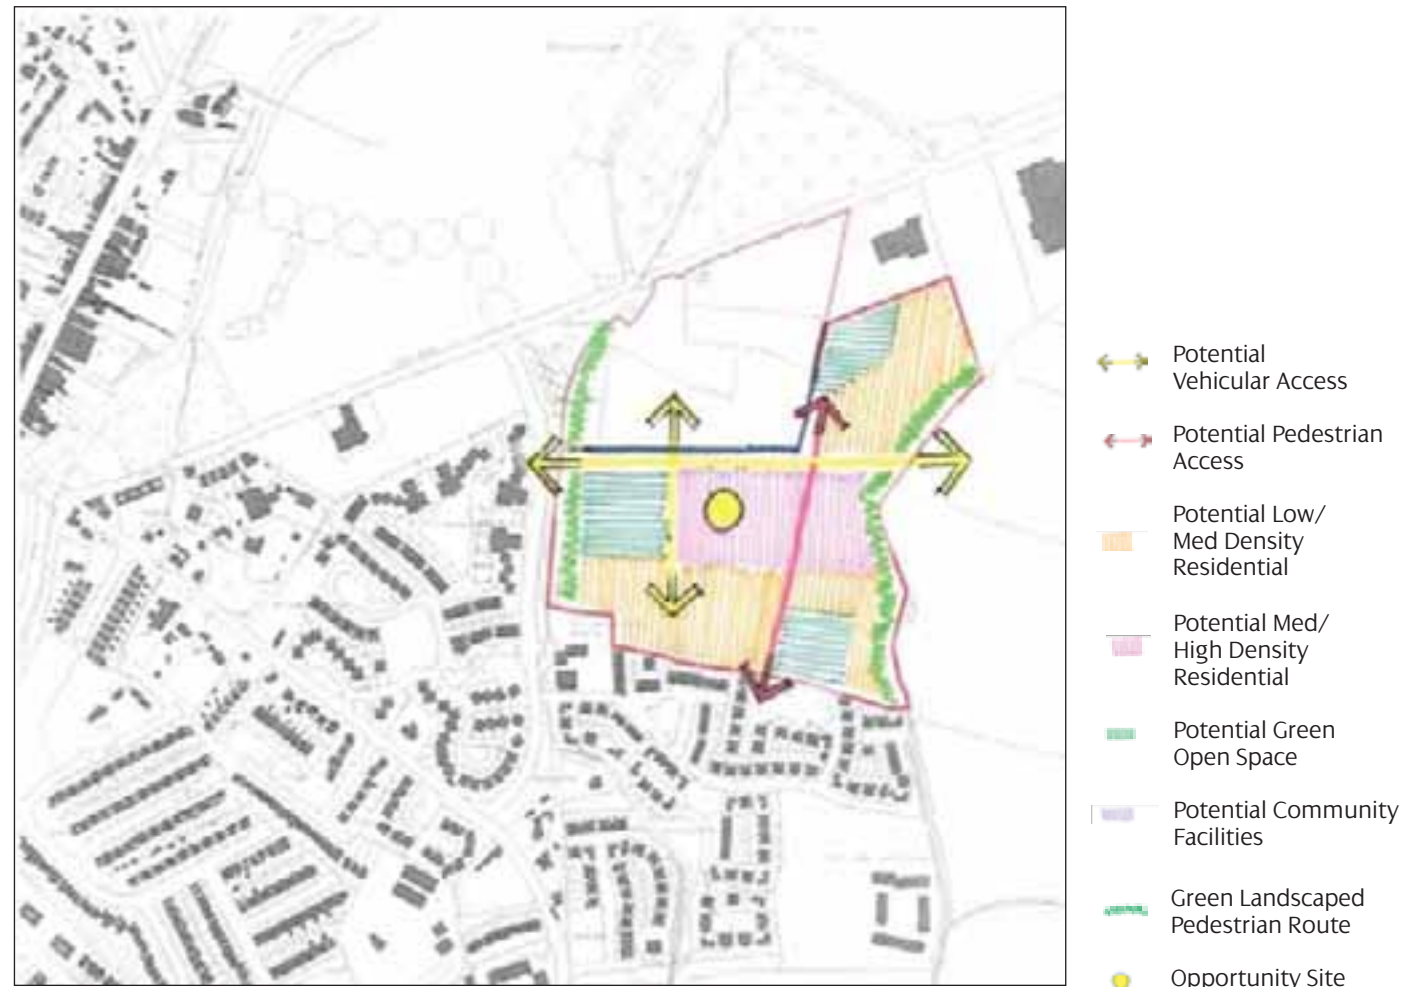 Potential
Vehicular Access
Potential Pedestrian
Access
Potential Low/
Med Density
Residential
Potential Med/
High Density
Residential
Potential Green
Open Space
Potential Community
Facilities
Green Landscaped
Pedestrian Route
Opportunity Site